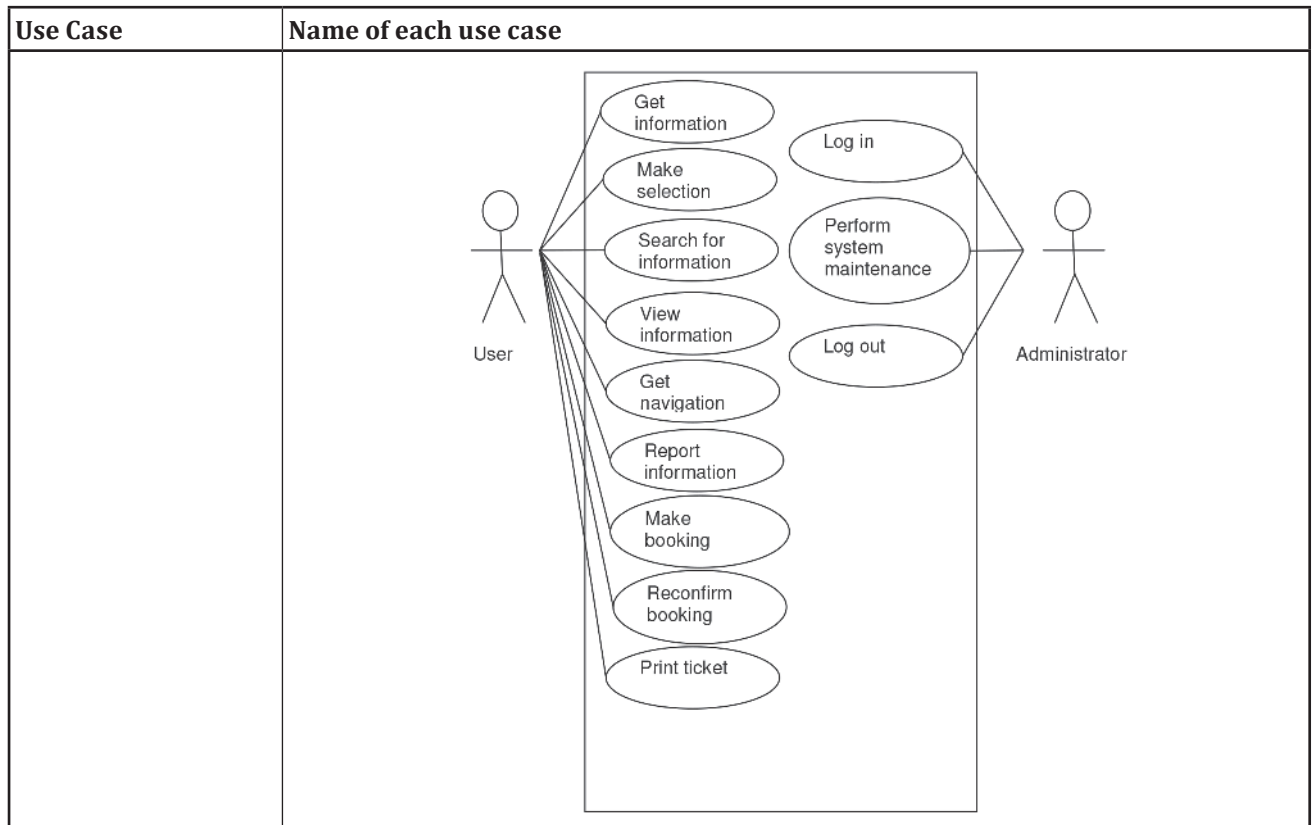 Use Case Name of each use case
Get
information
Make
selection
Search for
information
View
information
Get
navigation
Report
information
Make
booking
Reconfirm
booking
Print ticket
Log in
Perform
system
maintenance
Log out
User
Administrator